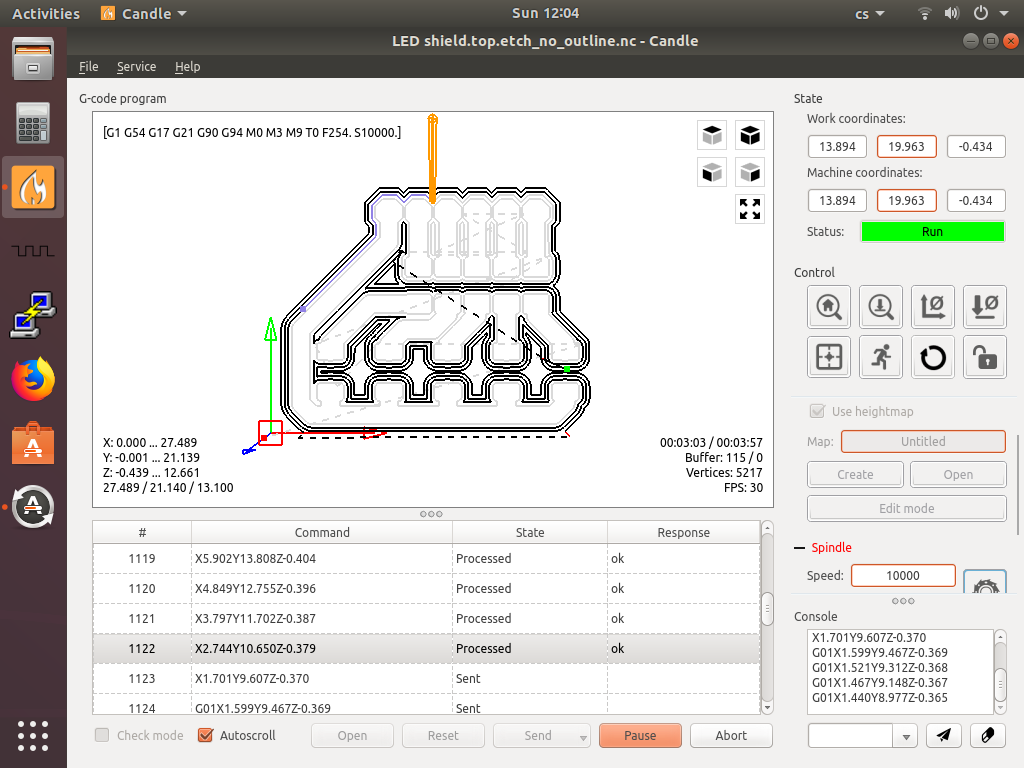 Activities
Candle
Sun 12:04
cs
LED shield.top.etch_no_outline.nc - Candle
File Service Help
G-code program
[G1 G54 G17 G21 G90 G94 M0 M3 M9 T0 F254. S10000.]
X: 0.000 ... 27.489
Y: -0.001 ... 21.139
Z: -0.439 ... 12.661
27.489 / 21.140 / 13.100
00:03:03 / 00:03:57
Buffer: 115 / 0
Vertices: 5217
FPS: 30
# Command State Response
1119 X5.902Y13.808Z-0.404 Processed ok
1120 X4.849Y12.755Z-0.396 Processed ok
1121 X3.797Y11.702Z-0.387 Processed ok
1122 X2.744Y10.650Z-0.379 Processed ok
1123 X1.701Y9.607Z-0.370 Sent
1124 G01X1.599Y9.467Z-0.369 Sent
Check mode Autoscroll Open Reset Send Pause Abort
State
Work coordinates:
13.894 19.963 -0.434
Machine coordinates:
13.894 19.963 -0.434
Status: Run
Control
Use heightmap
Map: Untitled
Create Open
Edit mode
Spindle
Speed: 10000
Console
X1.701Y9.607Z-0.370
G01X1.599Y9.467Z-0.369
G01X1.521Y9.312Z-0.368
G01X1.467Y9.148Z-0.367
G01X1.440Y8.977Z-0.365